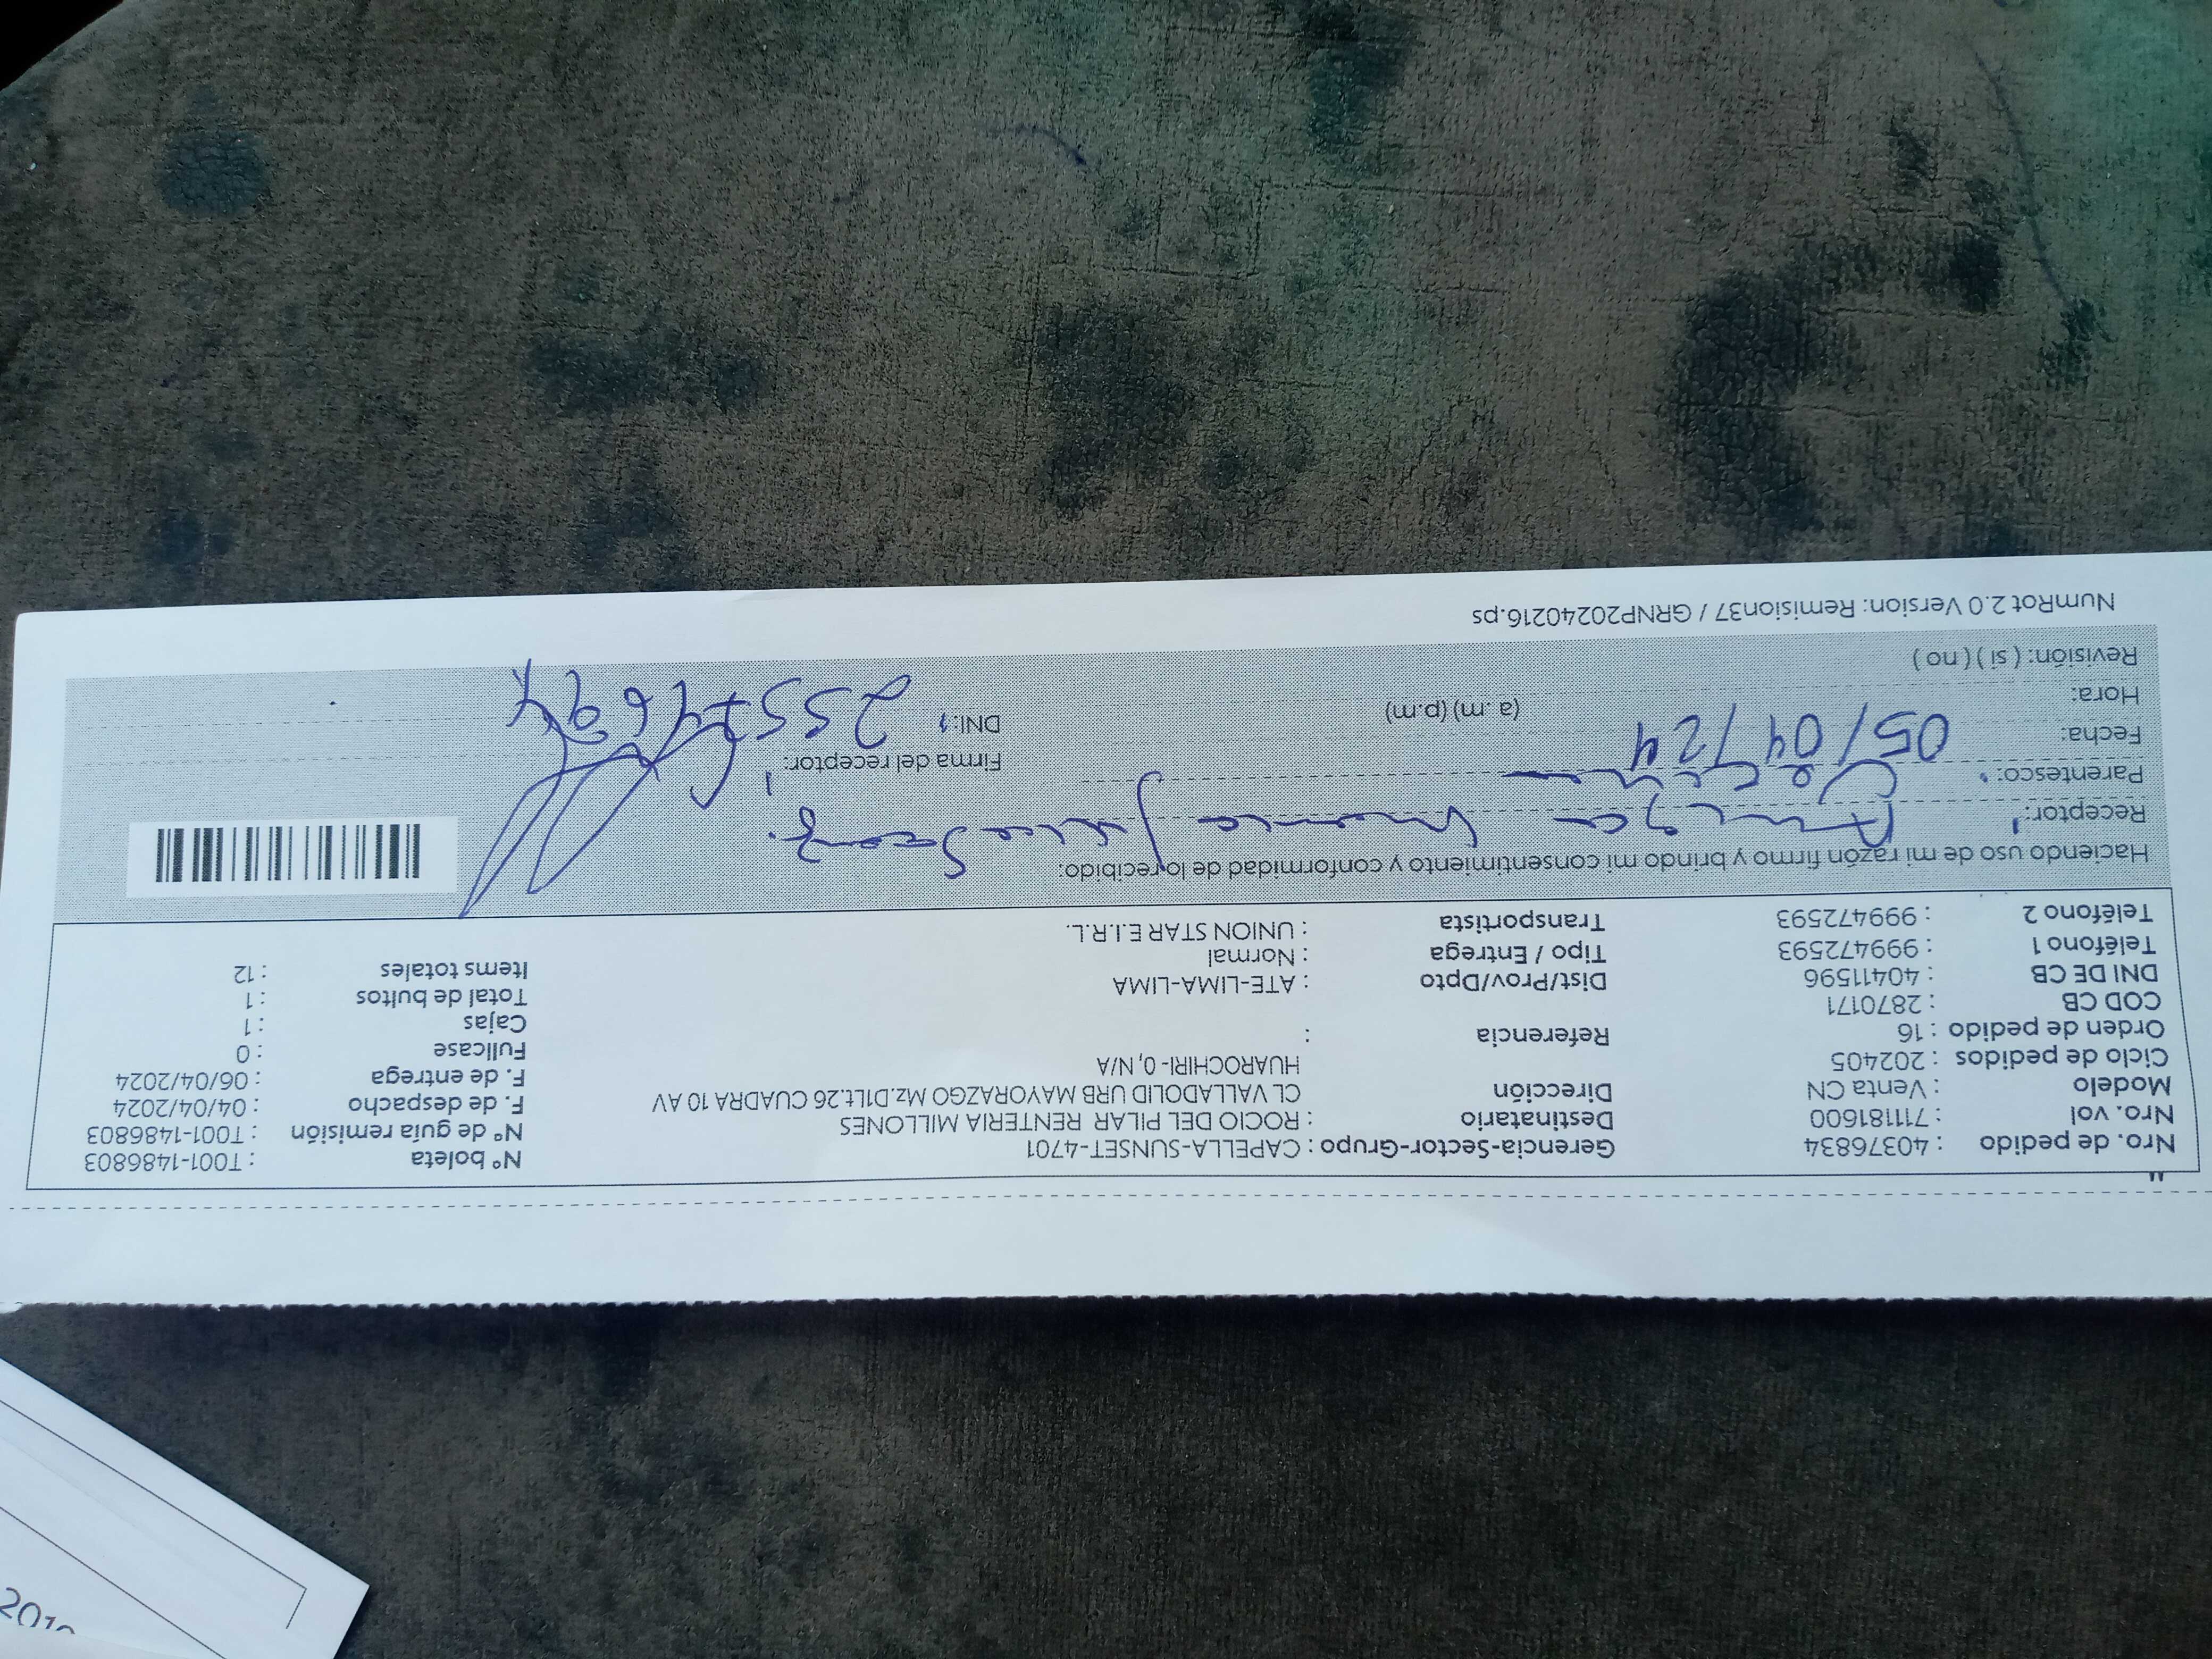 Nro. de pedido : 40376834
Nro. vol : 711181600
Modelo : Venta CN
Ciclo de pedidos : 202405
Orden de pedido : 16
COD CB : 2870171
DNI DE CB : 40411596
Teléfono 1 : 999472593
Teléfono 2 : 999472593
Gerencia-Sector-Grupo : CAPELLA-SUNSET-4701
Destinatario : ROCIO DEL PILAR RENTERIA MILLONES
Dirección CL VALLADOLID URB MAYORAZGO Mz.D1Lt.26 CUADRA 10 AV
HUAROCHIRI- 0, N/A
Referencia :
Dist/Prov/Dpto : ATE-LIMA-LIMA
Tipo / Entrega : Normal
Transportista : UNION STAR E.I.R.L.
Nº boleta : T001-1486803
Nº de guía remisión : T001-1486803
F. de despacho : 04/04/2024
F. de entrega : 06/04/2024
Fullcase : 0
Cajas : 1
Total de bultos : 1
Items totales : 12
Haciendo uso de mi razón firmo y brindo mi consentimiento y conformidad de lo recibido:
Receptor:
Parentesco:
Firma del receptor:
Fecha: 05/04/24
DNI:
Hora: (a. m) (p.m)
Revisión: ( si ) ( no )
NumRot 2.0 Version: Remision37 / GRNP20240216.ps